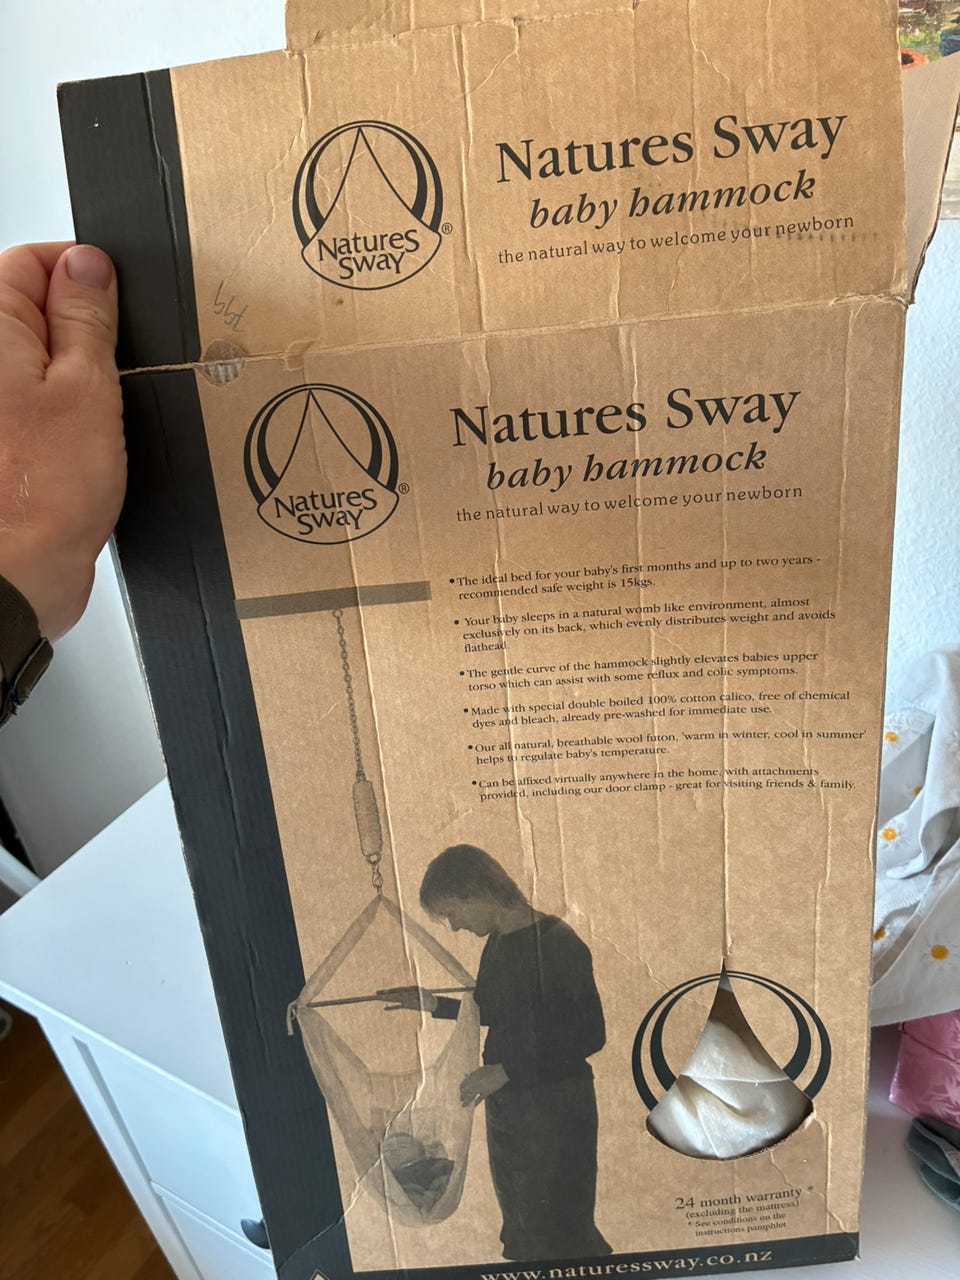 Natures Sway
baby hammock
the natural way to welcome your newborn
Natures
Sway
®
799
Natures Sway
baby hammock
the natural way to welcome your newborn
Natures
Sway
®
•The ideal bed for your baby's first months and up to two years -
recommended safe weight is 15kgs.
• Your baby sleeps in a natural womb like environment, almost
exclusively on its back, which evenly distributes weight and avoids
flathead.
•The gentle curve of the hammock slightly elevates babies upper
torso which can assist with some reflux and colic symptoms.
•Made with special double boiled 100% cotton calico, free of chemical
dyes and bleach, already pre-washed for immediate use.
•Our all natural, breathable wool futon, 'warm in winter, cool in summer'
helps to regulate baby's temperature.
•Can be affixed virtually anywhere in the home, with attachments
provided, including our door clamp - great for visiting friends & family.
24 month warranty *
(excluding the mattress)
* See conditions on the
instructions pamphlet
www.naturessway.co.nz